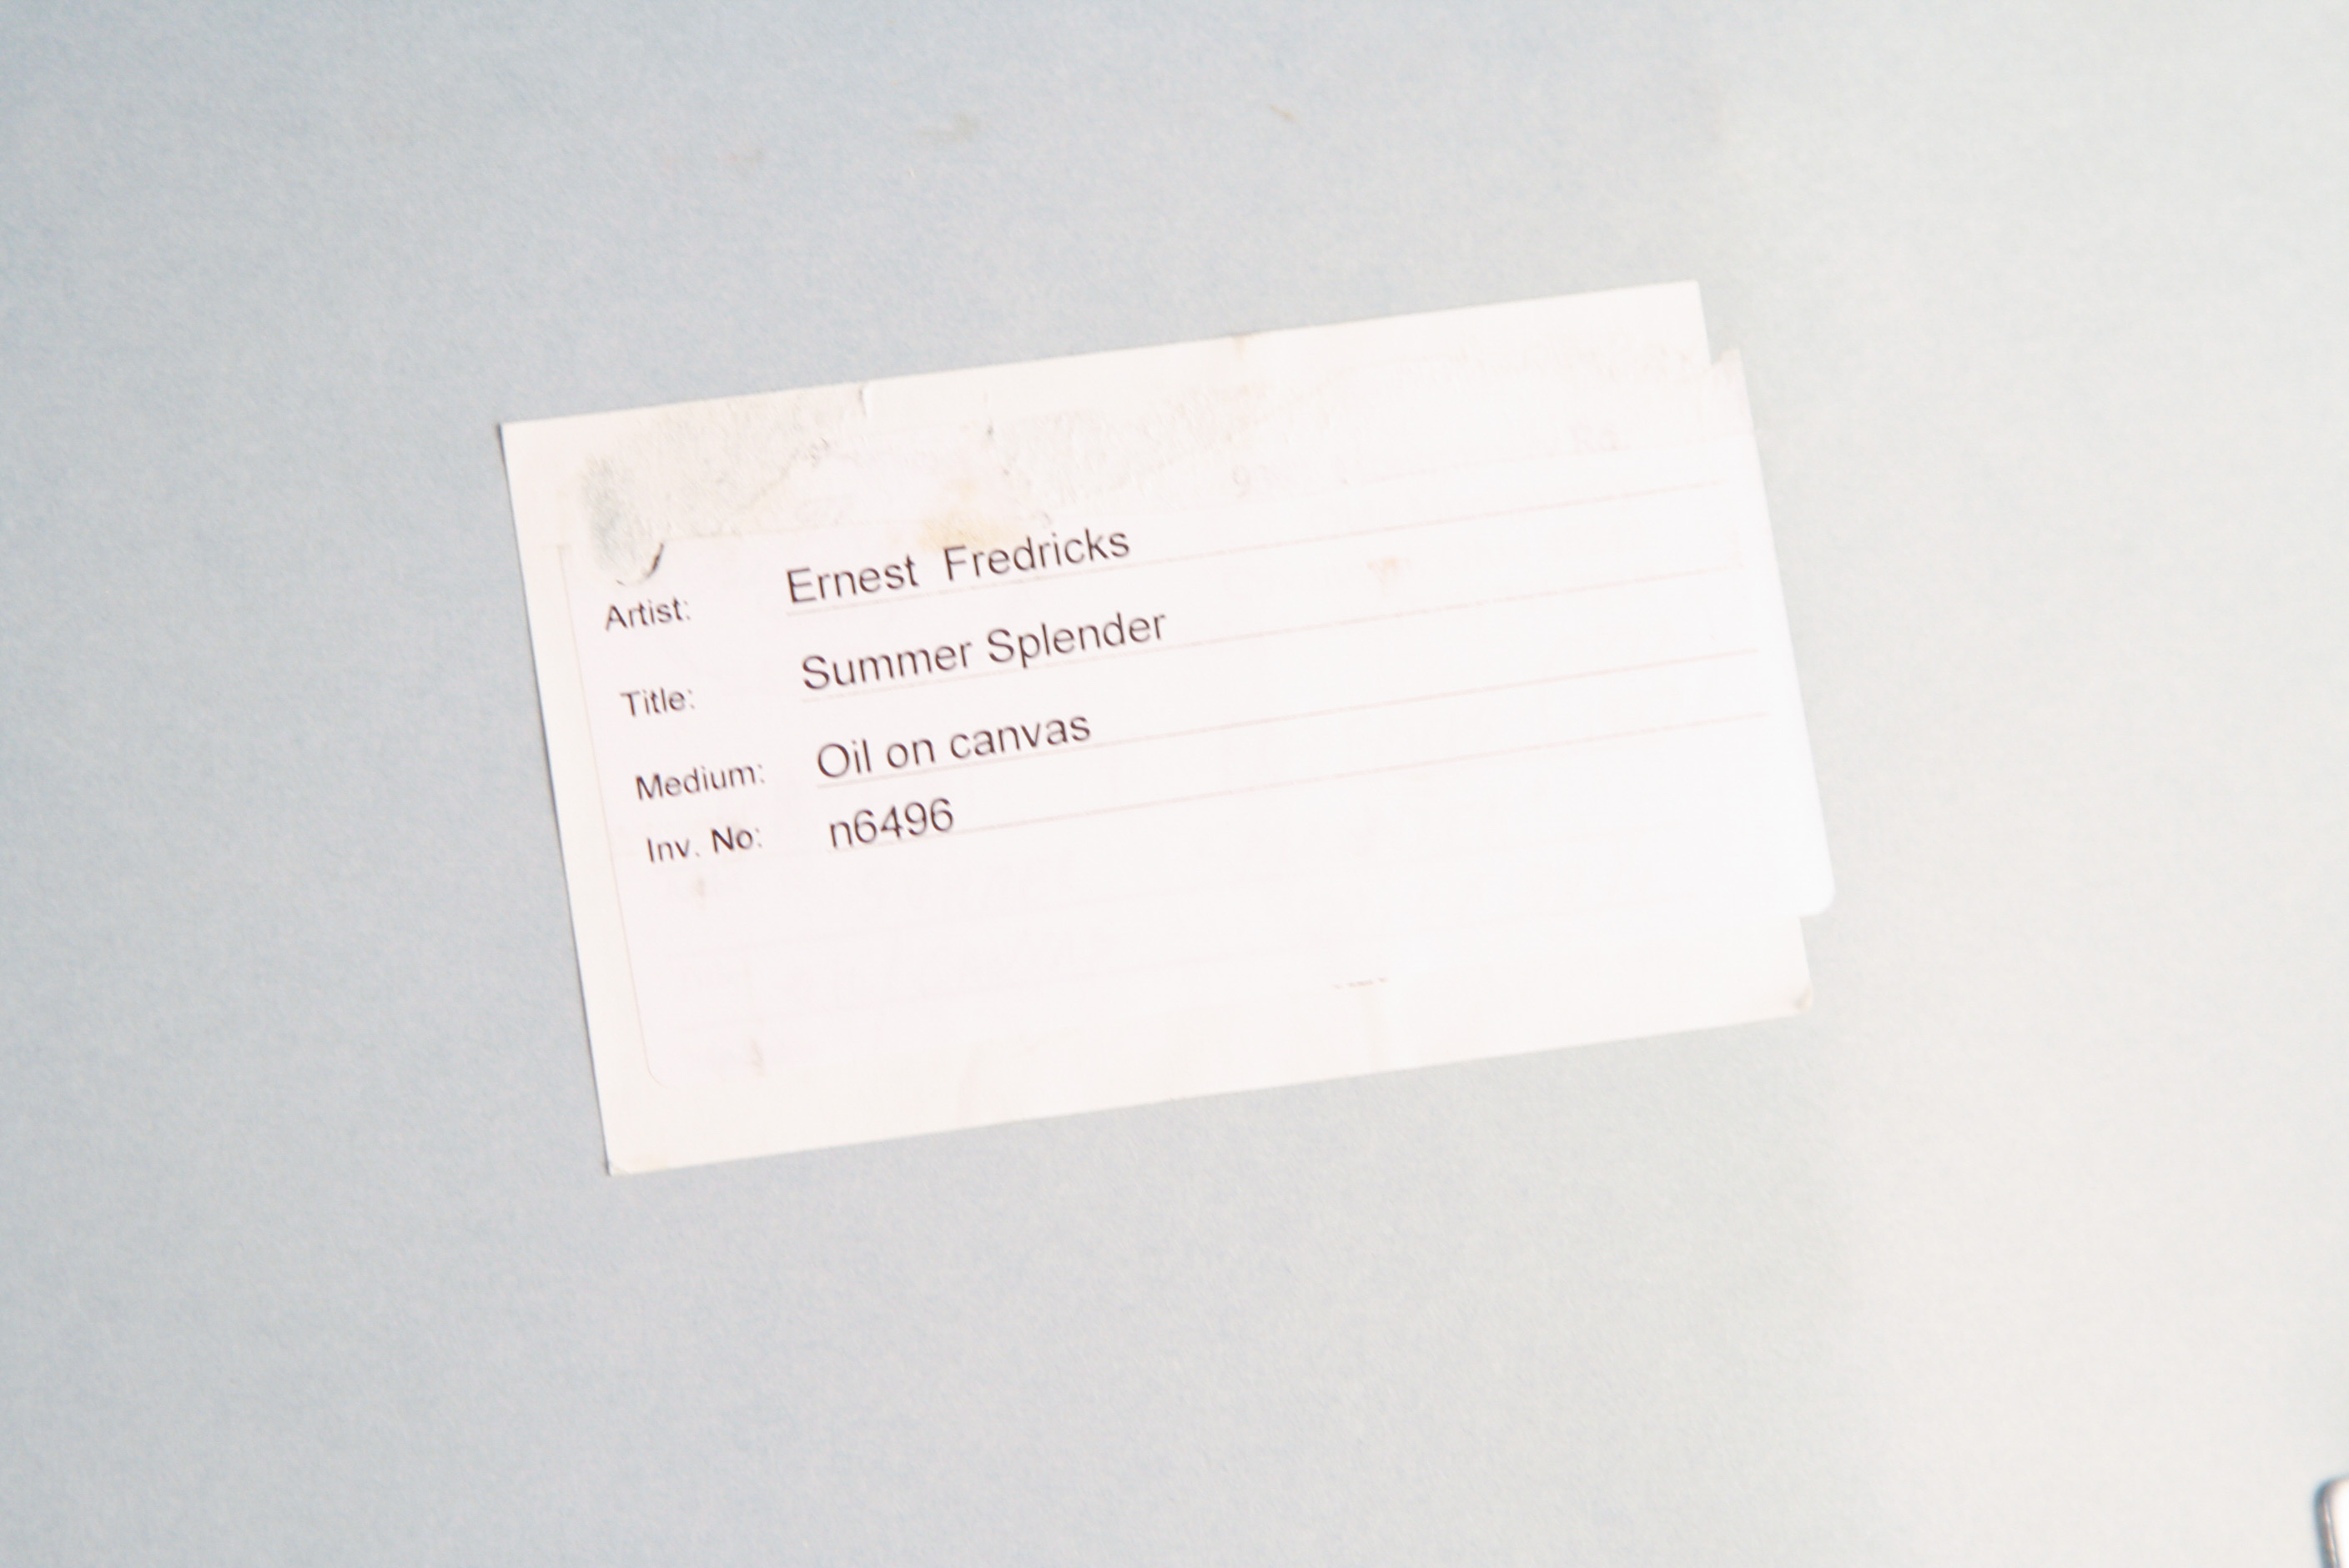 Artist: Ernest Fredricks
Title: Summer Splender
Medium: Oil on canvas
Inv. No: n6496